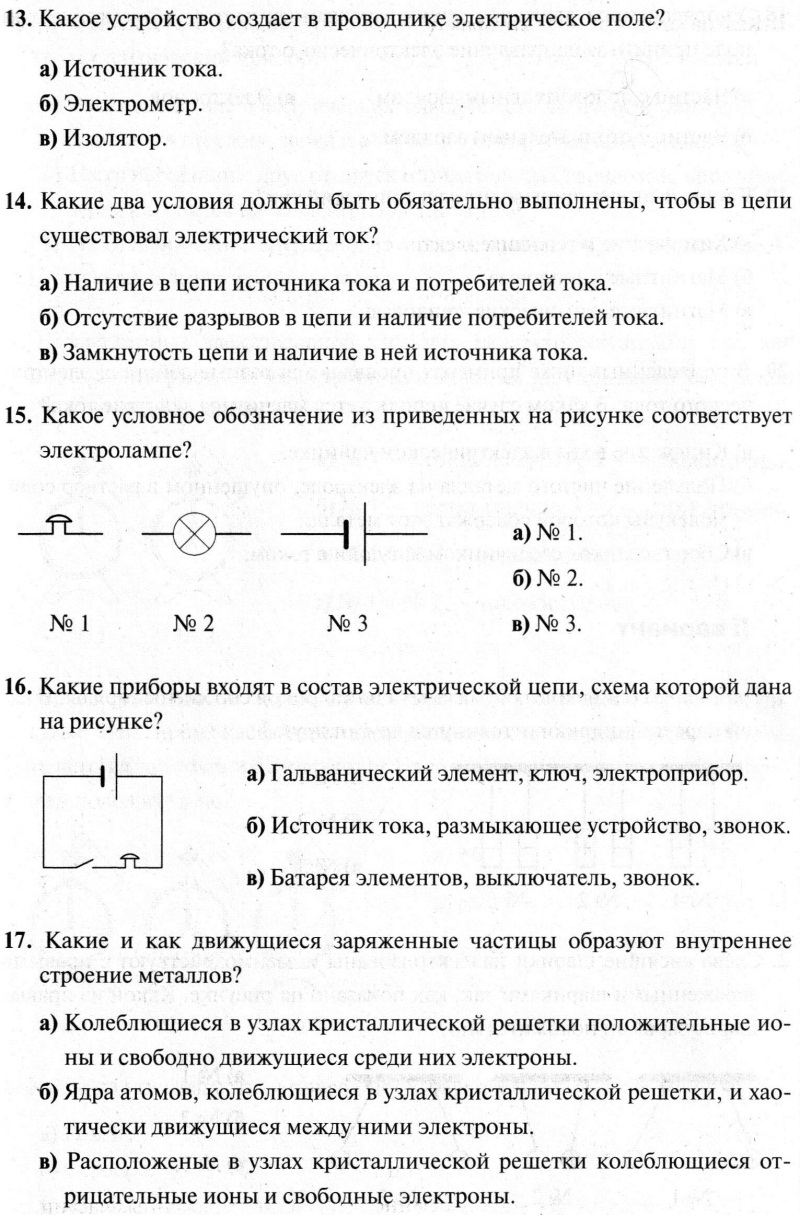 13. Какое устройство создает в проводнике электрическое поле?
а) Источник тока.
б) Электрометр.
в) Изолятор.
14. Какие два условия должны быть обязательно выполнены, чтобы в цепи
существовал электрический ток?
а) Наличие в цепи источника тока и потребителей тока.
б) Отсутствие разрывов в цепи и наличие потребителей тока.
в) Замкнутость цепи и наличие в ней источника тока.
15. Какое условное обозначение из приведенных на рисунке соответствует
электролампе?
а) № 1.
б) № 2.
№ 1 № 2 № 3 в) № 3.
16. Какие приборы входят в состав электрической цепи, схема которой дана
на рисунке?
а) Гальванический элемент, ключ, электроприбор.
б) Источник тока, размыкающее устройство, звонок.
в) Батарея элементов, выключатель, звонок.
17. Какие и как движущиеся заряженные частицы образуют внутреннее
строение металлов?
а) Колеблющиеся в узлах кристаллической решетки положительные ио-
ны и свободно движущиеся среди них электроны.
б) Ядра атомов, колеблющиеся в узлах кристаллической решетки, и хао-
тически движущиеся между ними электроны.
в) Расположеные в узлах кристаллической решетки колеблющиеся от-
рицательные ионы и свободные электроны.